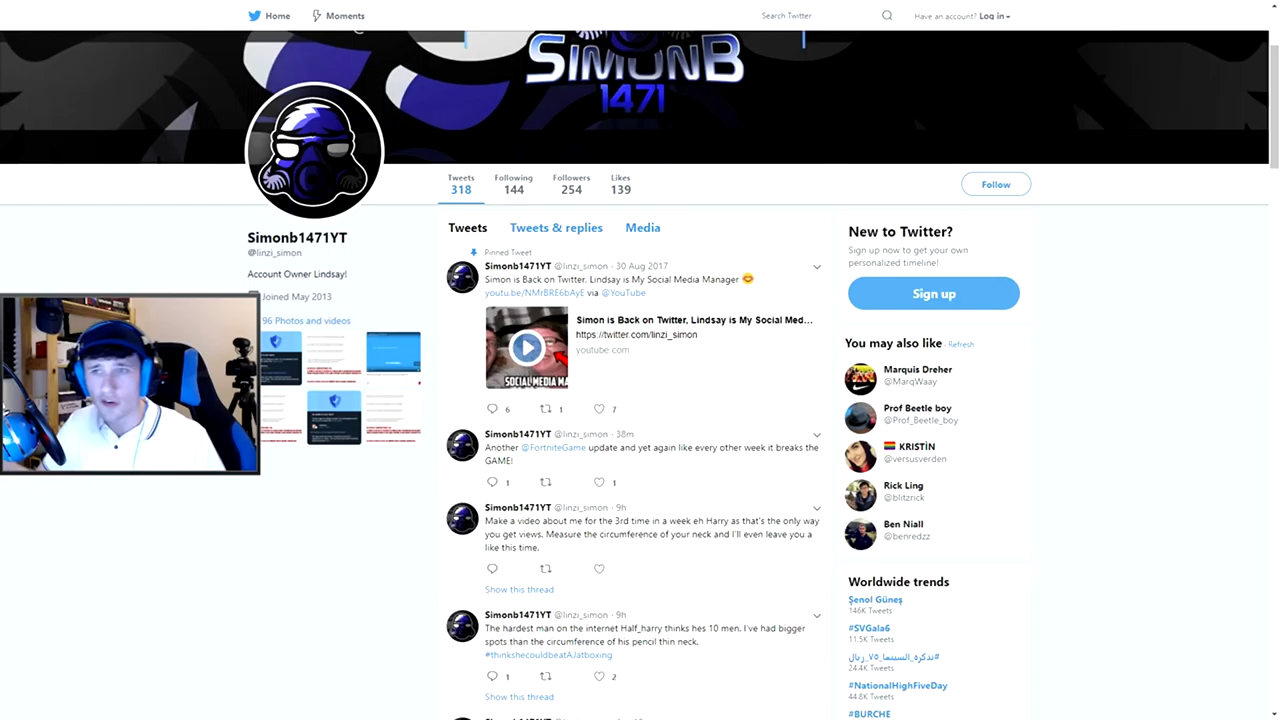 Home
Moments
Search Twitter
Have an account? Log in
SIMONB
1471
Tweets
318
Following
144
Followers
254
Likes
139
Follow
Simonb1471YT
@linzi_simon
Account Owner Lindsay!
Joined May 2013
96 Photos and videos
Tweets
Tweets & replies
Media
Pinned Tweet
Simonb1471YT @linzi_simon · 30 Aug 2017
Simon is Back on Twitter. Lindsay is My Social Media Manager
youtu.be/NMrBRE6bAyE via @YouTube
Simon is Back on Twitter, Lindsay is My Social Med...
https://twitter.com/linzi_simon
youtube.com
SOCIAL MEDIA MA
6
1
7
Simonb1471YT @linzi_simon · 38m
Another @FortniteGame update and yet again like every other week it breaks the
GAME!
1
1
Simonb1471YT @linzi_simon · 9h
Make a video about me for the 3rd time in a week eh Harry as that's the only way
you get views. Measure the circumference of your neck and I'll even leave you a
like this time.
Show this thread
Simonb1471YT @linzi_simon · 9h
The hardest man on the internet Half_harry thinks hes 10 men. I've had bigger
spots than the circumference of his pencil thin neck.
#thinkshecouldbeatAJatboxing
1
2
Show this thread
New to Twitter?
Sign up now to get your own
personalized timeline!
Sign up
You may also like · Refresh
Marquis Dreher
@MarqWaay
Prof Beetle boy
@Prof_Beetle_boy
KRISTİN
@versusverden
Rick Ling
@blitzrick
Ben Niall
@benredzz
Worldwide trends
Şenol Güneş
146K Tweets
#SVGala6
11.5K Tweets
#تذكره_السينما_٧٥_ريال
24.4K Tweets
#NationalHighFiveDay
44.8K Tweets
#BURCHE